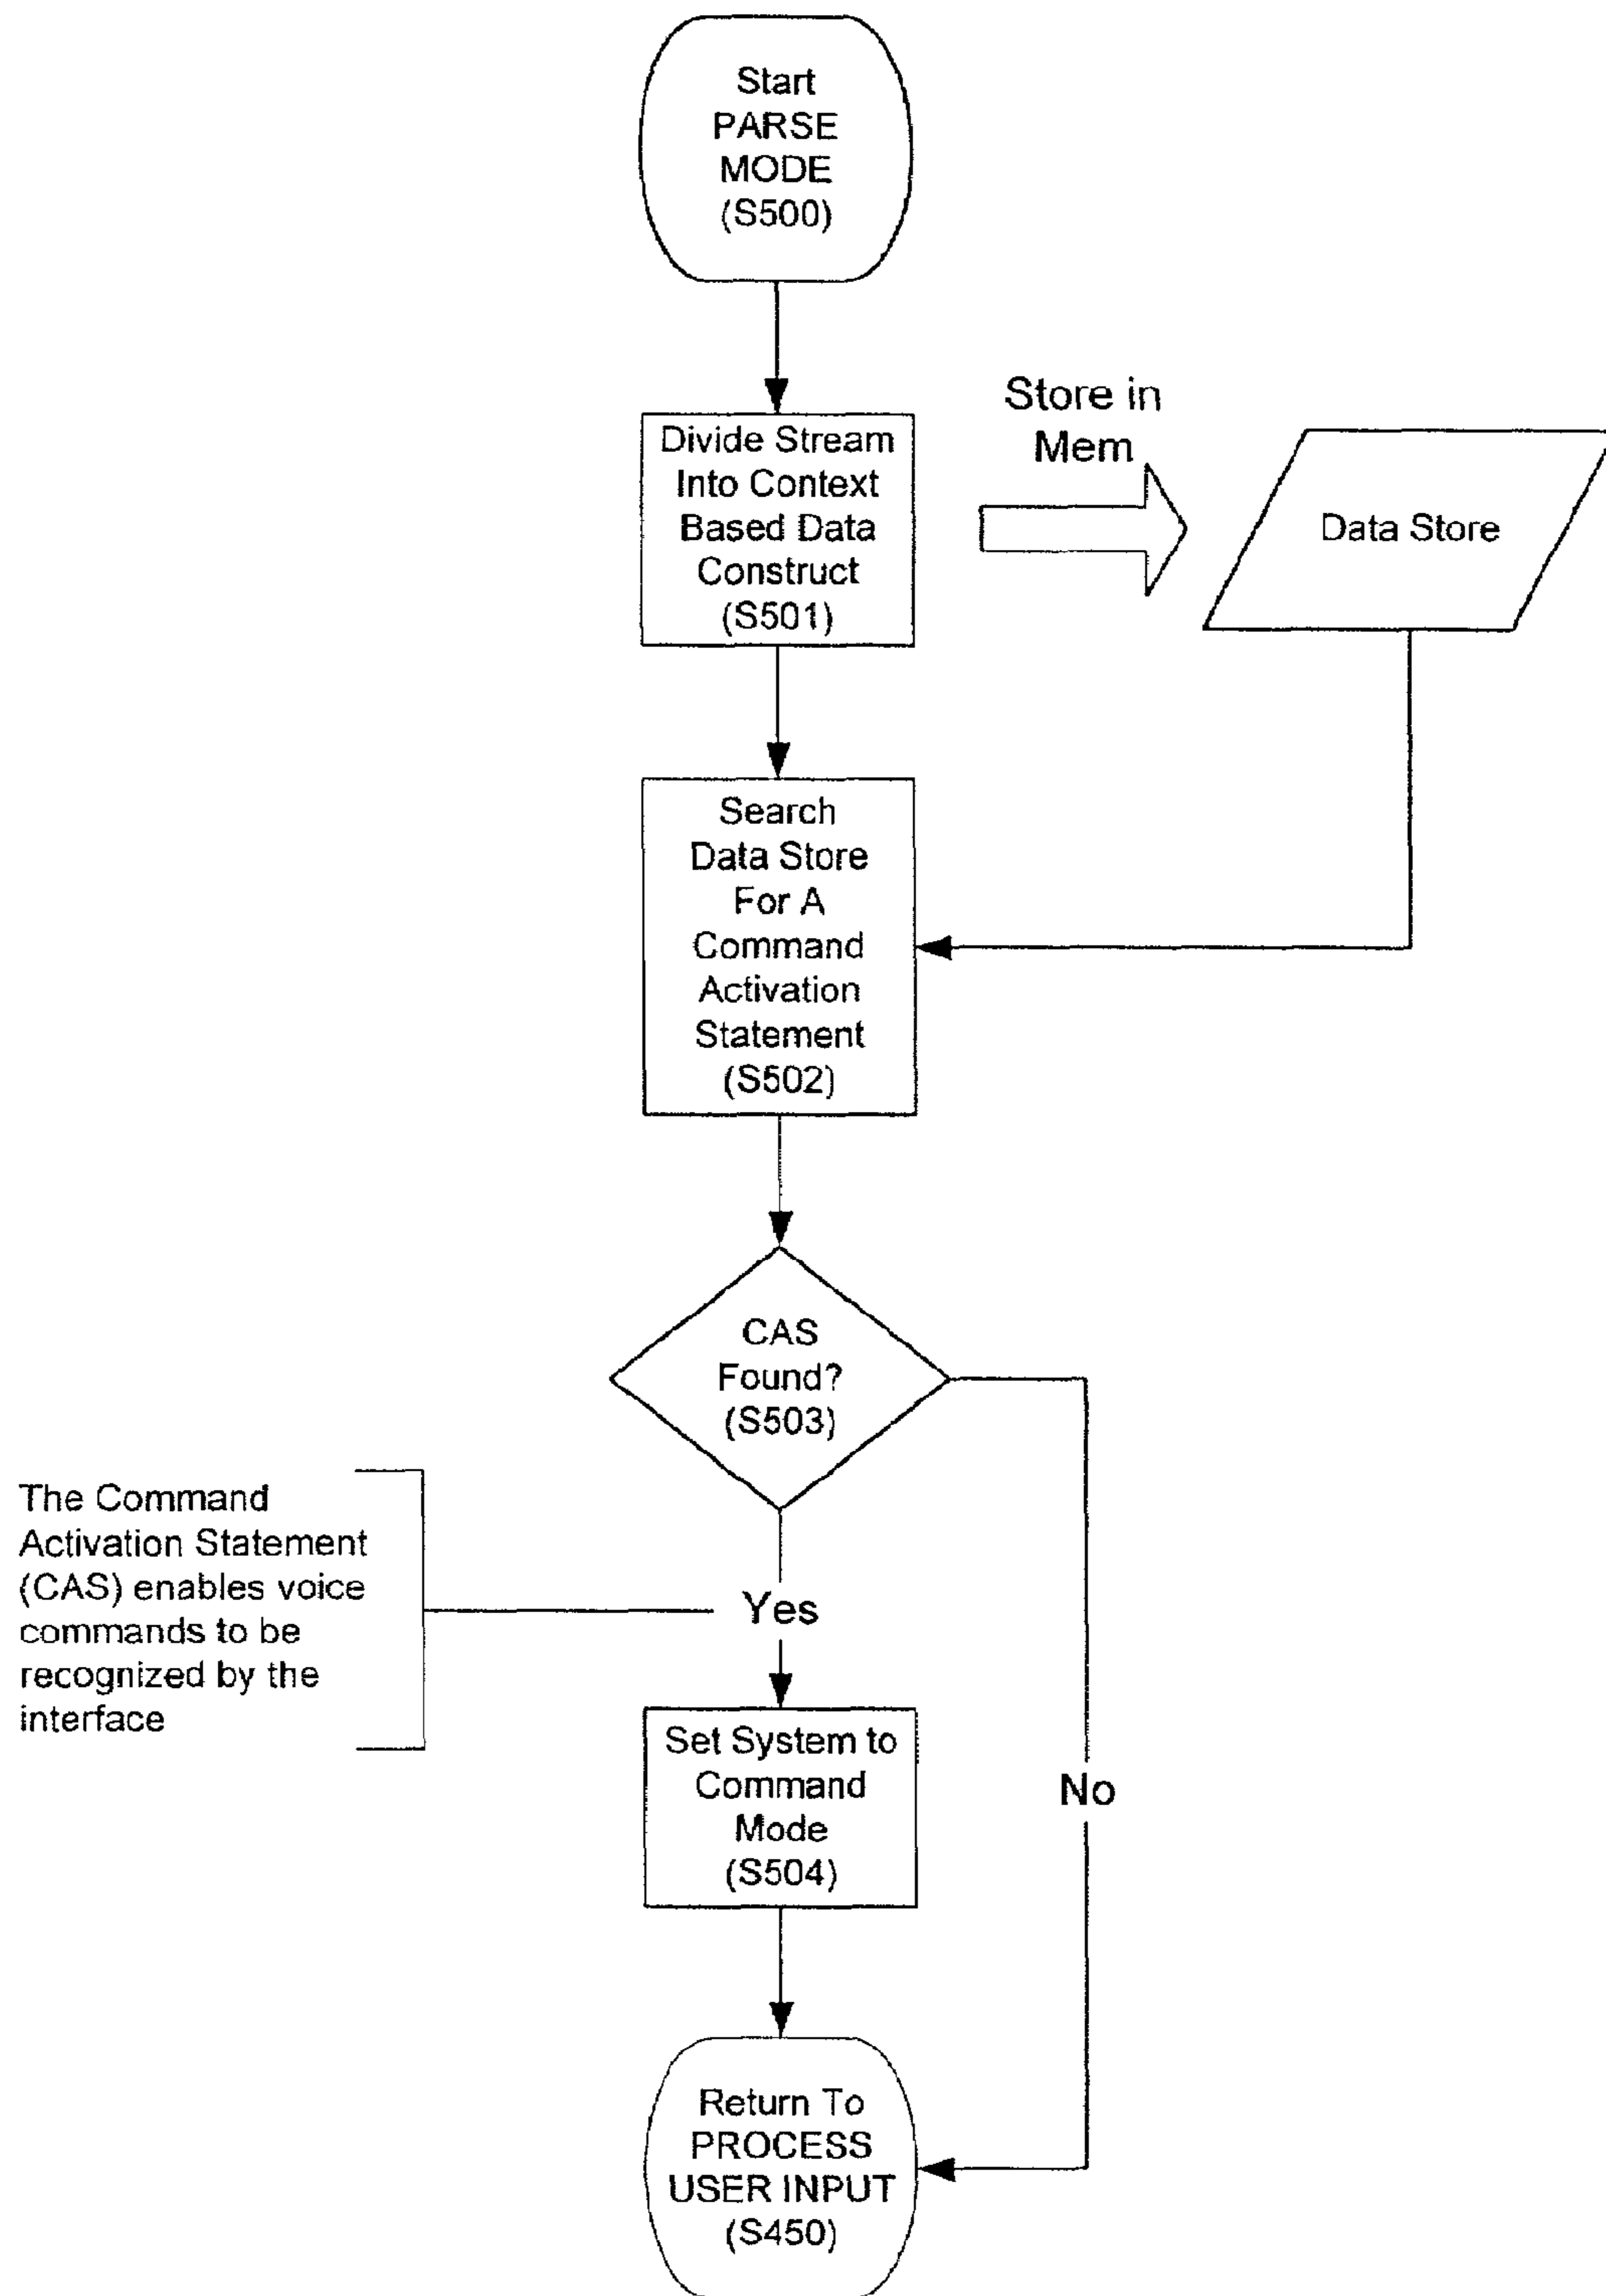 Start
PARSE
MODE
(S500)
Divide Stream
Into Context
Based Data
Construct
(S501)
Store in
Mem
Data Store
Search
Data Store
For A
Command
Activation
Statement
(S502)
CAS
Found?
(S503)
The Command
Activation Statement
(CAS) enables voice
commands to be
recognized by the
interface
Yes
Set System to
Command
Mode
(S504)
No
Return To
PROCESS
USER INPUT
(S450)